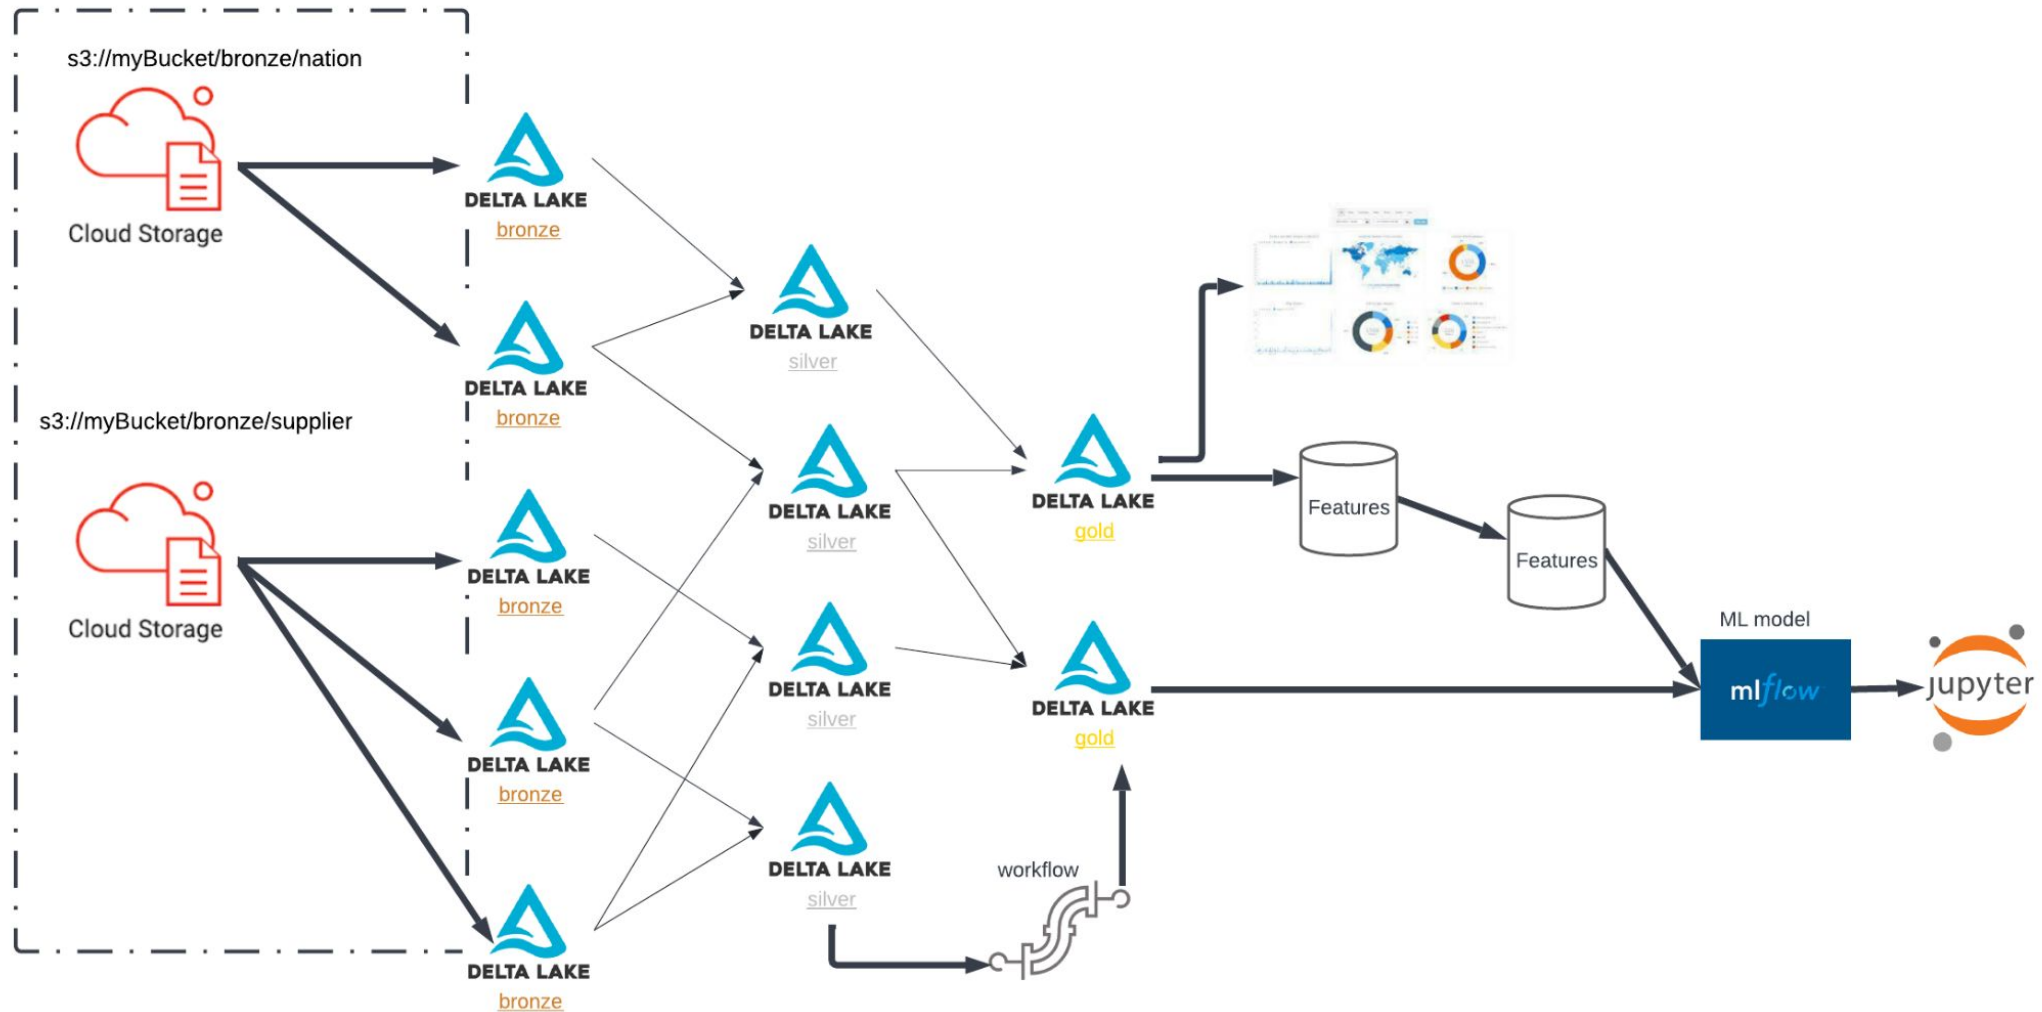 s3://myBucket/bronze/nation
Cloud Storage
DELTA LAKE
bronze
DELTA LAKE
bronze
s3://myBucket/bronze/supplier
Cloud Storage
DELTA LAKE
bronze
DELTA LAKE
bronze
DELTA LAKE
bronze
DELTA LAKE
silver
DELTA LAKE
silver
DELTA LAKE
silver
DELTA LAKE
silver
workflow
DELTA LAKE
gold
DELTA LAKE
gold
Features
Features
ML model
mlflow
jupyter